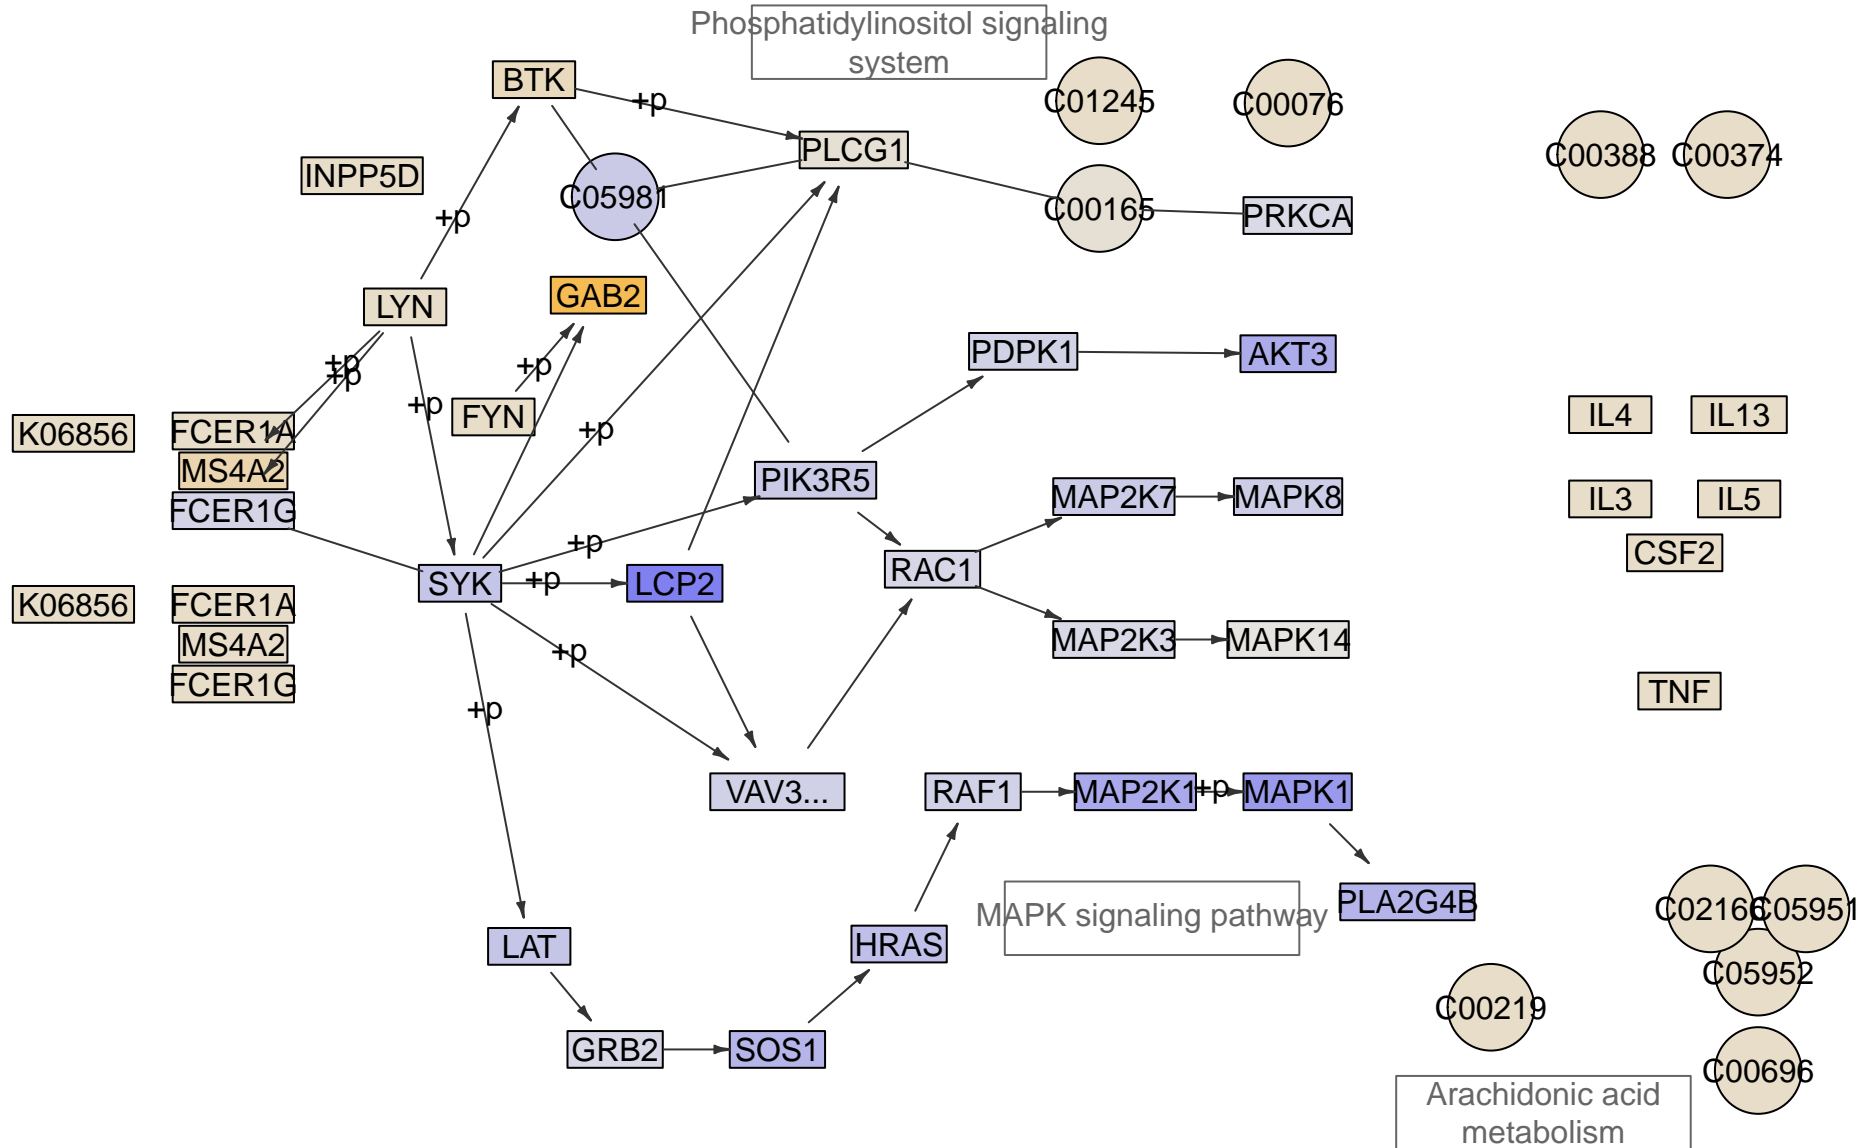 Phosphatidylinositol signaling
system
BTK
+p
C01245
C00076
PLCG1
C00388
C00374
INPP5D
C05981
C00165
PRKCA
+p
LYN
GAB2
+p
+p
+p
PDPK1
AKT3
+p
FYN
K06856
FCER1A
MS4A2
FCER1G
+p
IL4
IL13
PIK3R5
MAP2K7
MAPK8
IL3
IL5
+p
CSF2
SYK
+p
LCP2
RAC1
K06856
FCER1A
MS4A2
FCER1G
+p
MAP2K3
MAPK14
TNF
+p
VAV3...
RAF1
MAP2K1
+p
MAPK1
MAPK signaling pathway
PLA2G4B
C02166
C05951
LAT
HRAS
C05952
C00219
GRB2
SOS1
C00696
Arachidonic acid
metabolism